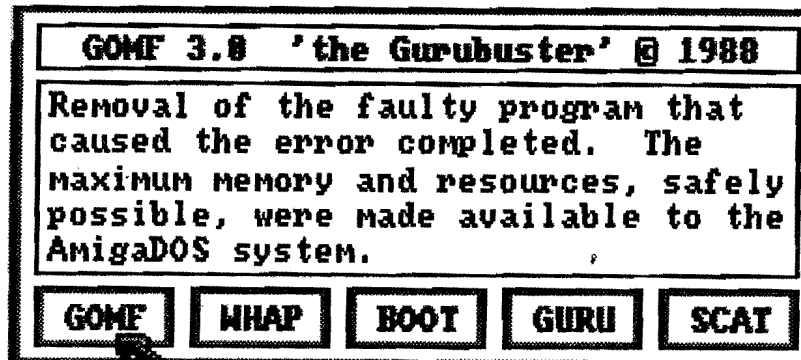 GOMF 3.0 'the Gurubuster' © 1988
Removal of the faulty program that
caused the error completed. The
maximum memory and resources, safely
possible, were made available to the
AmigaDOS system.
GOMF WHAP BOOT GURU SCAT